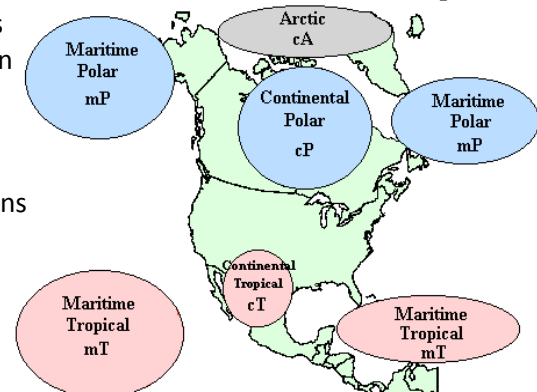 Arctic
cA
s
n
Maritime
Polar
mP
Continental
Polar
cP
Maritime
Polar
mP
ns
Continental
Tropical
cT
Maritime
Tropical
mT
Maritime
Tropical
mT